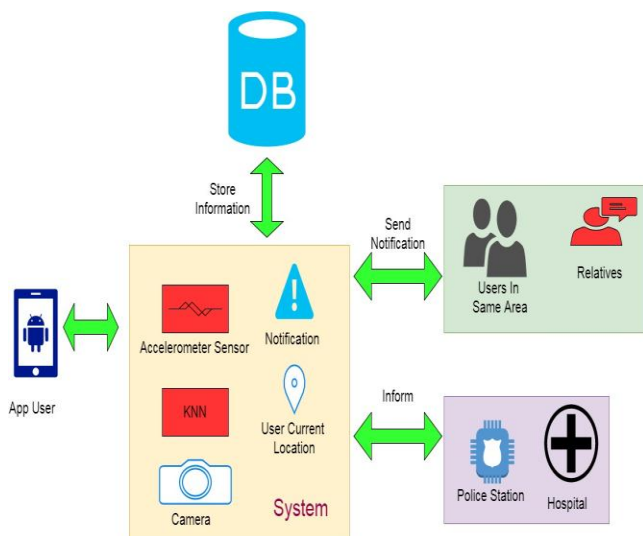 DB
Store
Information
Send
Notification
Users In
Same Area
Relatives
App User
Accelerometer Sensor
Notification
KNN
User Current
Location
Camera
System
Inform
Police Station
Hospital